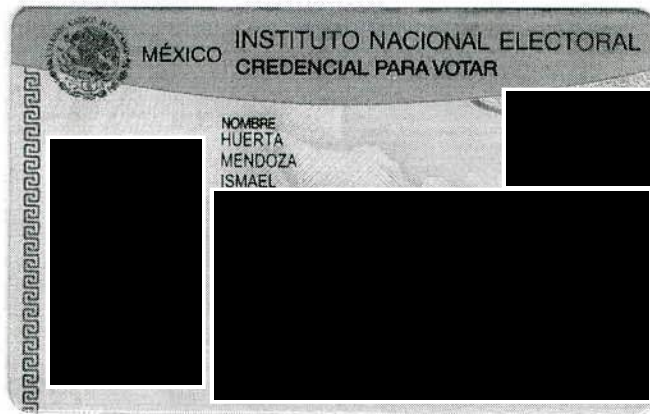 MÉXICO INSTITUTO NACIONAL ELECTORAL
CREDENCIAL PARA VOTAR
NOMBRE
HUERTA
MENDOZA
ISMAEL